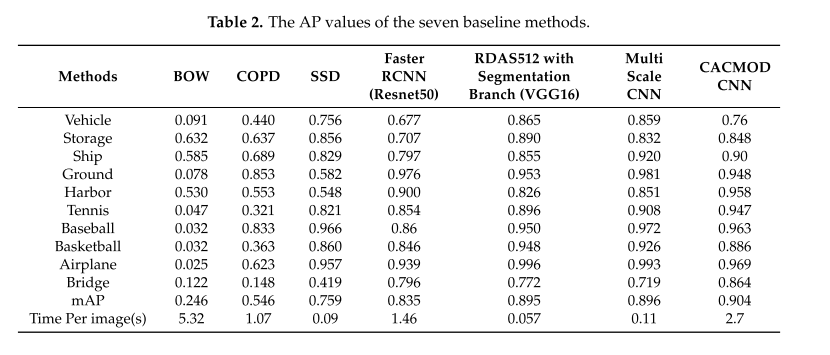 Table 2. The AP values of the seven baseline methods.
Methods BOW COPD SSD Faster RCNN (Resnet50) RDAS512 with Segmentation Branch (VGG16) Multi Scale CNN CACMOD CNN
Vehicle 0.091 0.440 0.756 0.677 0.865 0.859 0.76
Storage 0.632 0.637 0.856 0.707 0.890 0.832 0.848
Ship 0.585 0.689 0.829 0.797 0.855 0.920 0.90
Ground 0.078 0.853 0.582 0.976 0.953 0.981 0.948
Harbor 0.530 0.553 0.548 0.900 0.826 0.851 0.958
Tennis 0.047 0.321 0.821 0.854 0.896 0.908 0.947
Baseball 0.032 0.833 0.966 0.86 0.950 0.972 0.963
Basketball 0.032 0.363 0.860 0.846 0.948 0.926 0.886
Airplane 0.025 0.623 0.957 0.939 0.996 0.993 0.969
Bridge 0.122 0.148 0.419 0.796 0.772 0.719 0.864
mAP 0.246 0.546 0.759 0.835 0.895 0.896 0.904
Time Per image(s) 5.32 1.07 0.09 1.46 0.057 0.11 2.7